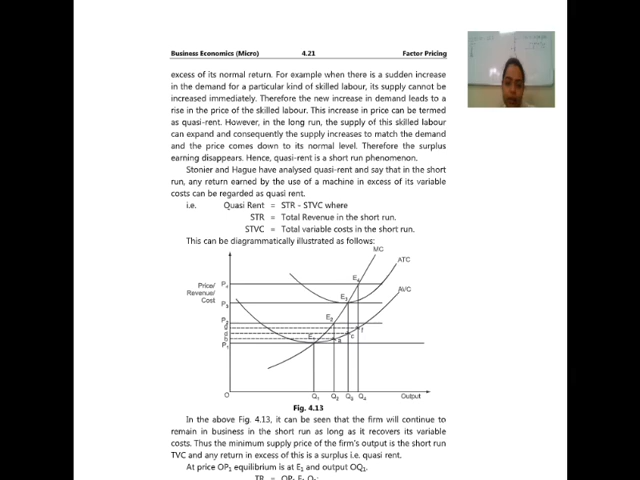 Business Economics (Micro) 4.21 Factor Pricing
excess of its normal return. For example when there is a sudden increase
in the demand for a particular kind of skilled labour, its supply cannot be
increased immediately. Therefore the new increase in demand leads to a
rise in the price of the skilled labour. This increase in price can be termed
as quasi-rent. However, in the long run, the supply of this skilled labour
can expand and consequently the supply increases to match the demand
and the price comes down to its normal level. Therefore the surplus
earning disappears. Hence, quasi-rent is a short run phenomenon.
Stonier and Hague have analysed quasi-rent and say that in the short
run, any return earned by the use of a machine in excess of its variable
costs can be regarded as quasi rent.
i.e. Quasi Rent = STR – STVC where
STR = Total Revenue in the short run.
STVC = Total variable costs in the short run.
This can be diagrammatically illustrated as follows:
MC
ATC
AVC
Price/
Revenue/
Cost
P₄
P₃
P₂
P₁
E₄
E₃
E₂
E₁
a
c
f
O
Q₁ Q₂ Q₃ Q₄ Output
Fig. 4.13
In the above Fig. 4.13, it can be seen that the firm will continue to
remain in business in the short run as long as it recovers its variable
costs. Thus the minimum supply price of the firm's output is the short run
TVC and any return in excess of this is a surplus i.e. quasi rent.
At price OP₁ equilibrium is at E₁ and output OQ₁.